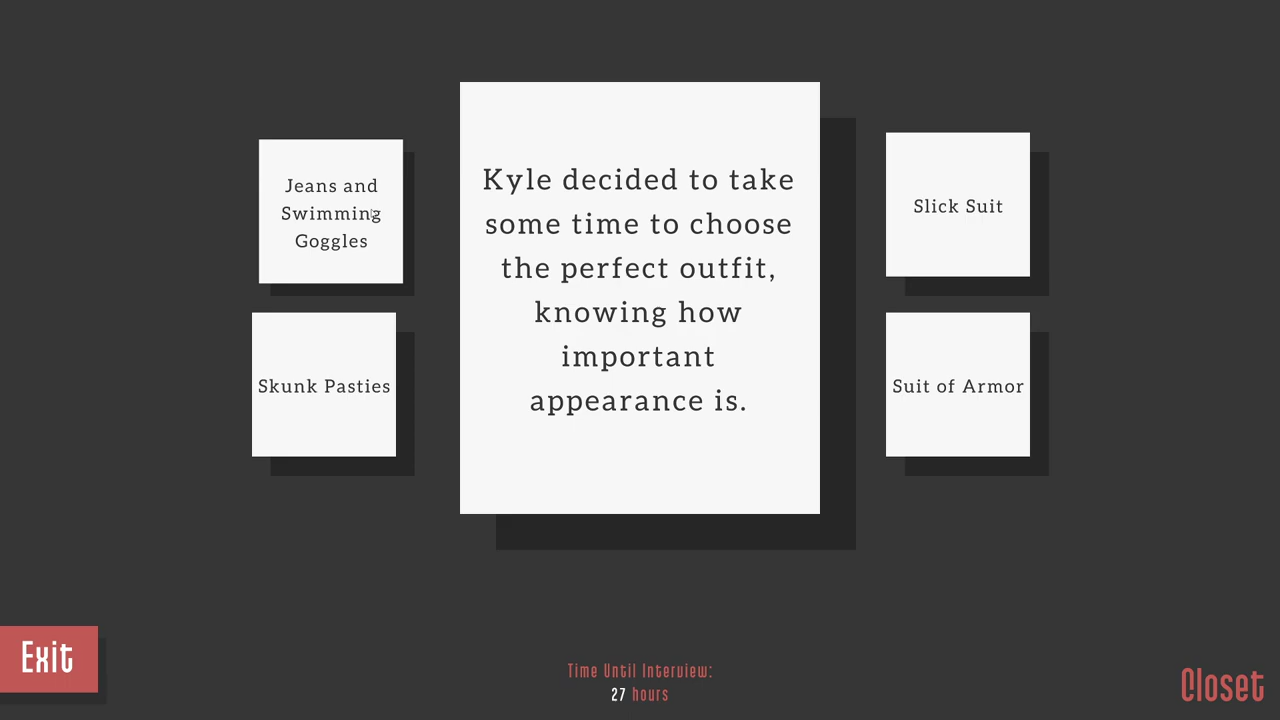 Jeans and
Swimming
Goggles
Skunk Pasties
Kyle decided to take
some time to choose
the perfect outfit,
knowing how
important
appearance is.
Slick Suit
Suit of Armor
Exit
Time Until Interview:
27 hours
Closet